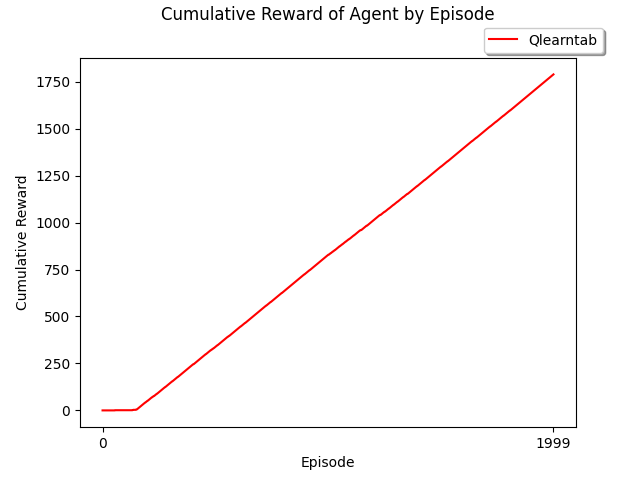 Cumulative Reward of Agent by Episode
Qlearntab
1750
1500
1250
1000
750
500
250
0
Cumulative Reward
0
1999
Episode